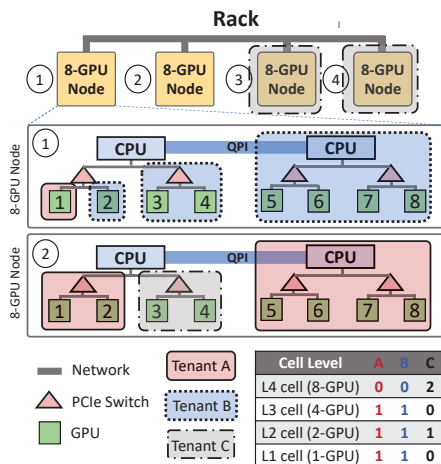 Rack
1 8-GPU Node 2 8-GPU Node 3 8-GPU Node 4 8-GPU Node
8-GPU Node
1 CPU QPI CPU
1 2 3 4 5 6 7 8
8-GPU Node
2 CPU QPI CPU
1 2 3 4 5 6 7 8
Network
PCIe Switch
GPU
Tenant A
Tenant B
Tenant C
Cell Level A B C
L4 cell (8-GPU) 0 0 2
L3 cell (4-GPU) 1 1 0
L2 cell (2-GPU) 1 1 1
L1 cell (1-GPU) 1 1 0